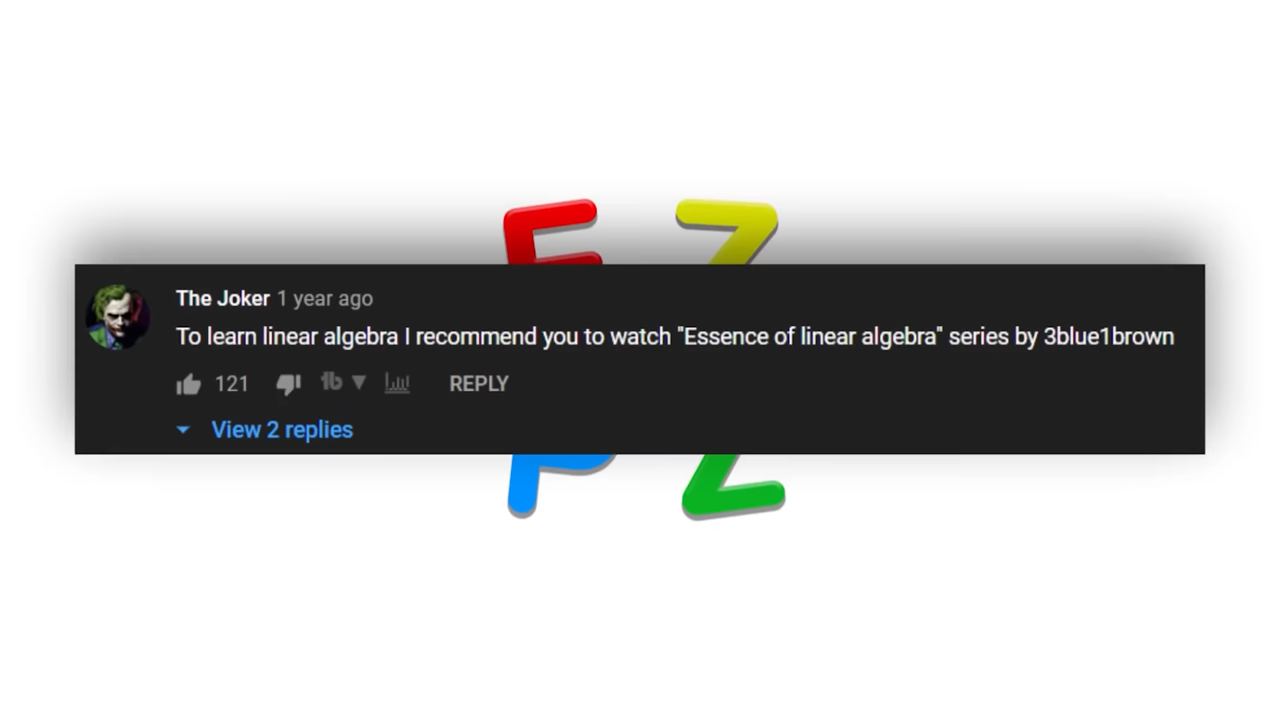 The Joker 1 year ago
To learn linear algebra I recommend you to watch "Essence of linear algebra" series by 3blue1brown
121 REPLY
View 2 replies